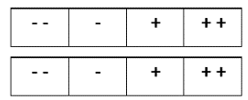 - - - + + +
- - - + + +